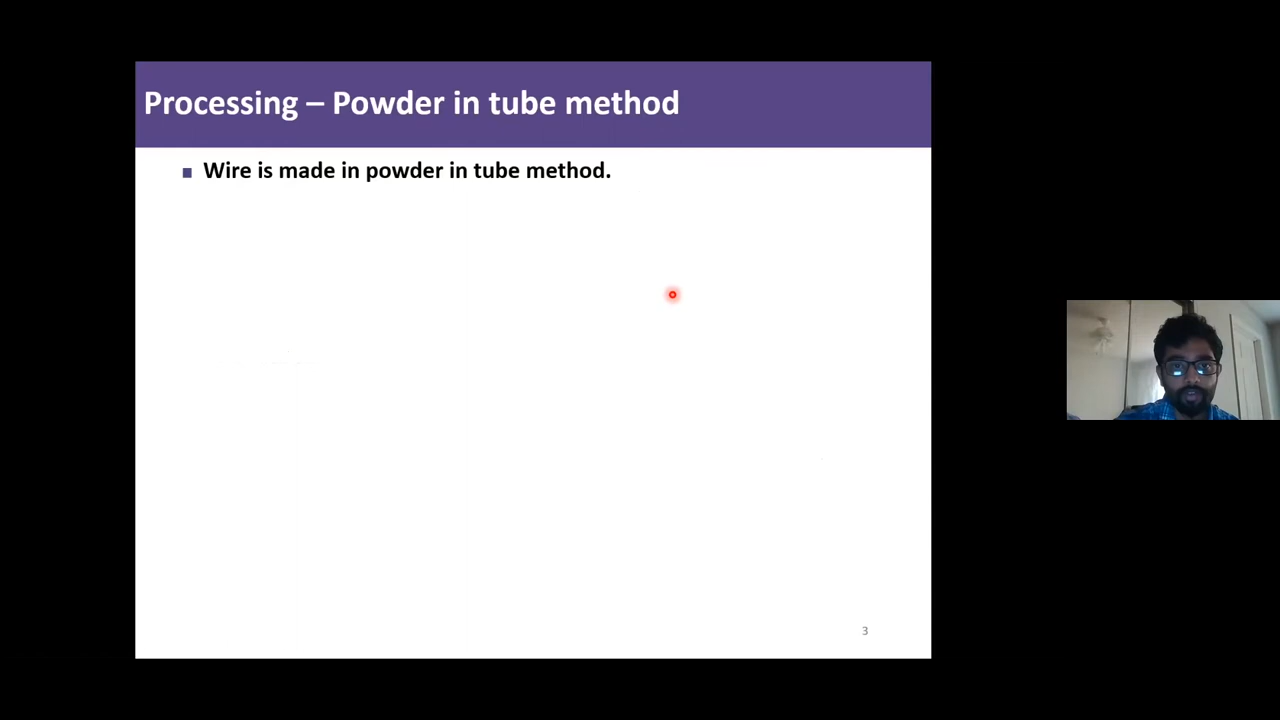 Processing – Powder in tube method
Wire is made in powder in tube method.
3